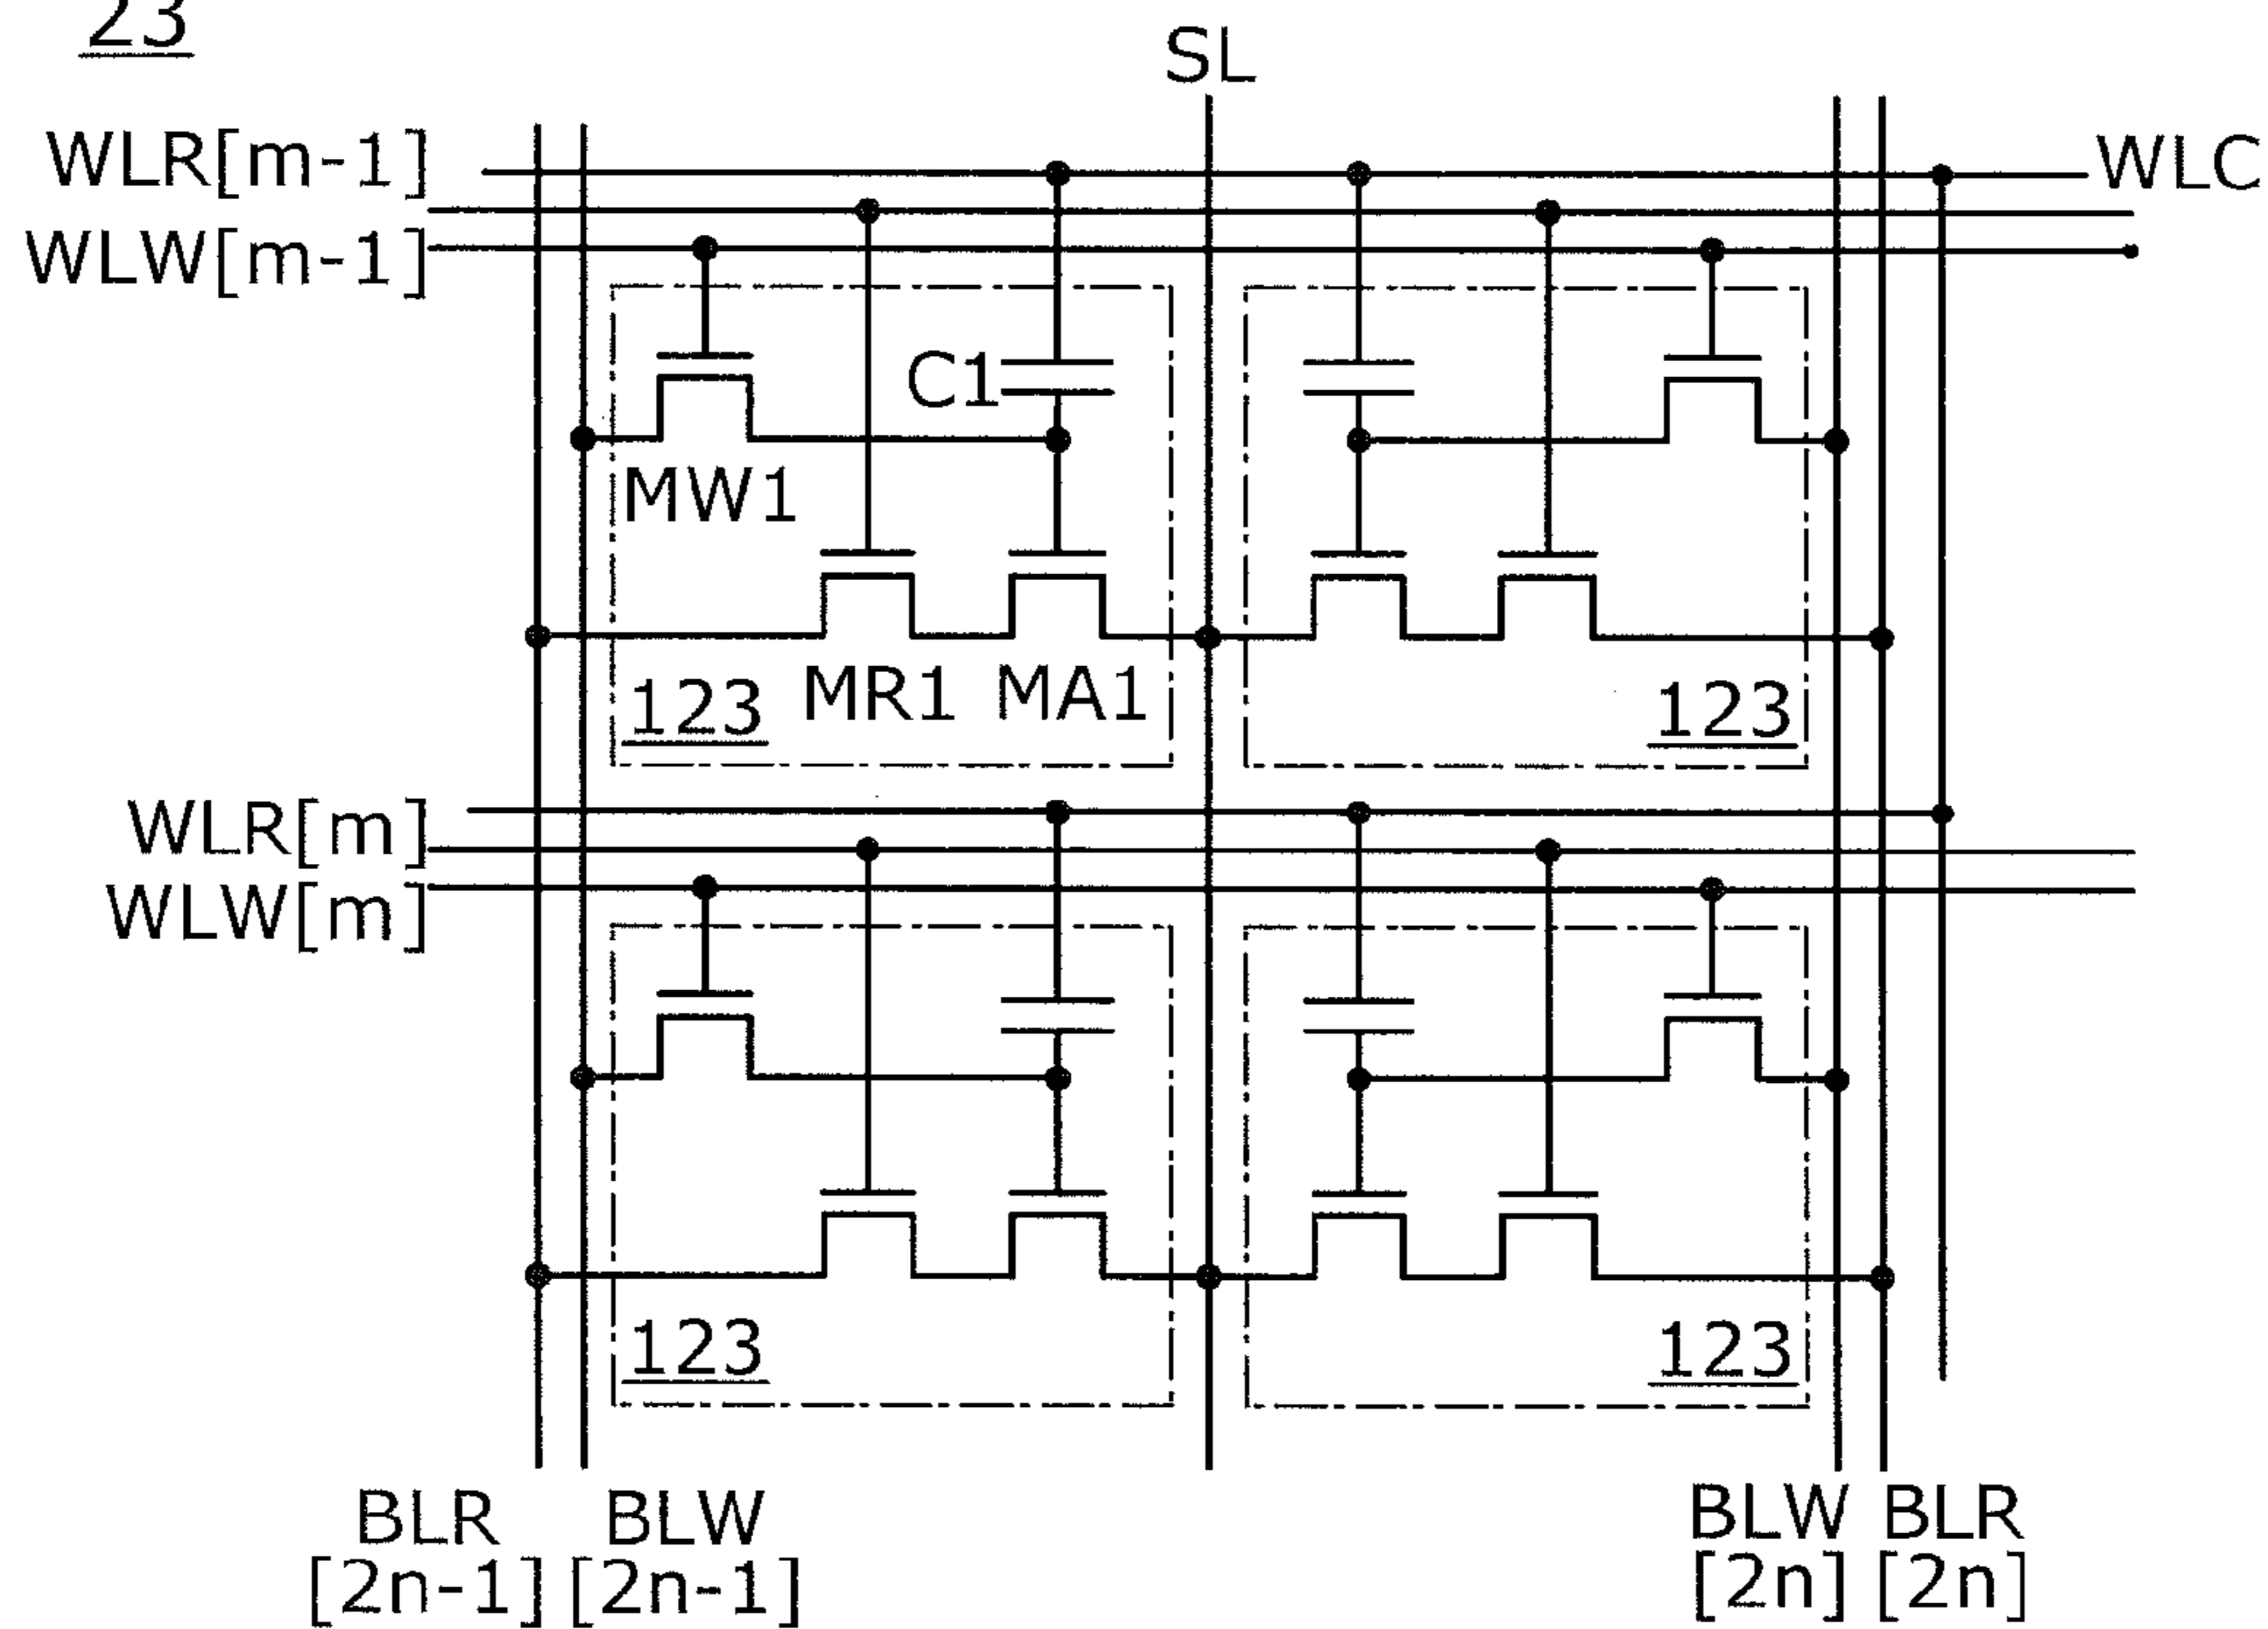 23
SL
WLR[m-1]
WLC
WLW[m-1]
C1
MW1
123
MR1
MA1
123
WLR[m]
WLW[m]
123
123
BLR
[2n-1]
BLW
[2n-1]
BLW
[2n]
BLR
[2n]